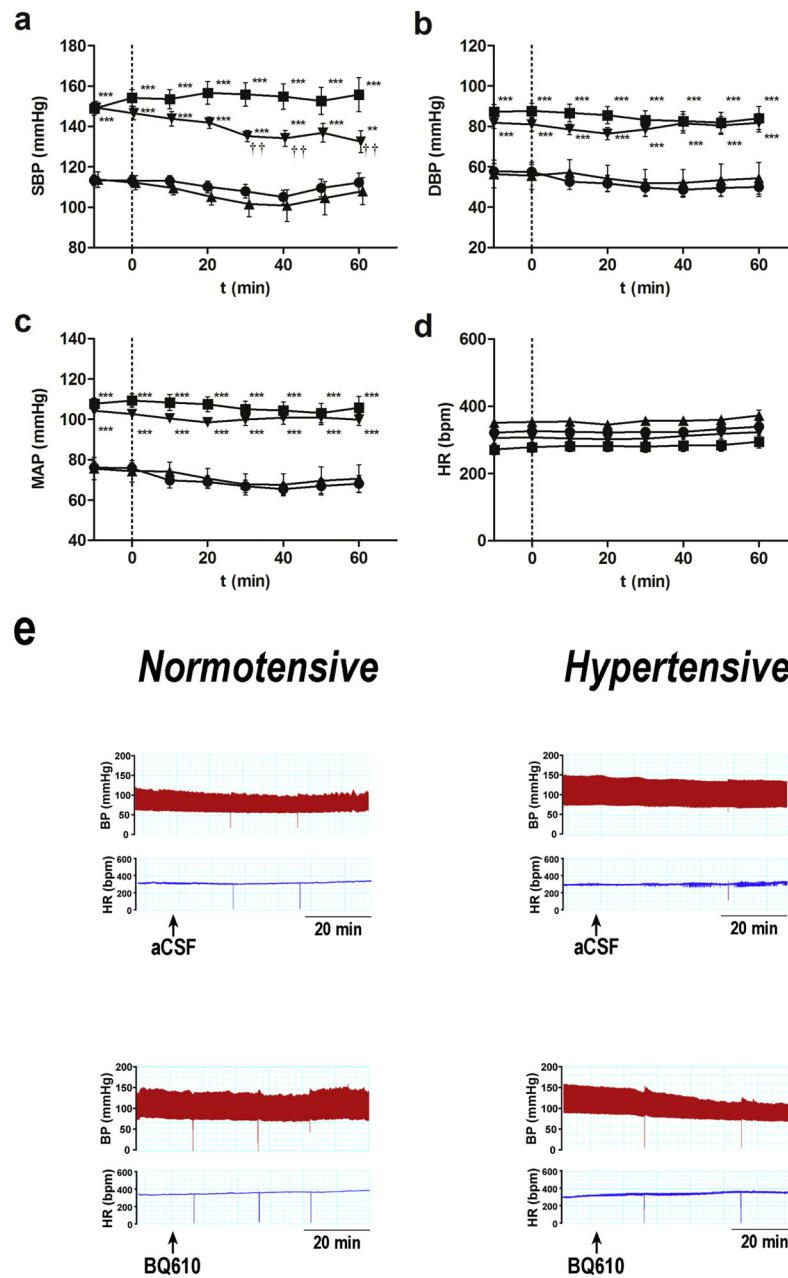 a
180
160
140
120
100
80
SBP (mmHg)
*** *** *** *** *** *** *** ***
*** *** *** *** *** *** *** **
†† †† ††
0 20 40 60
t (min)
b
120
100
80
60
40
20
DBP (mmHg)
*** *** *** *** *** *** *** ***
*** *** *** *** *** *** *** ***
0 20 40 60
t (min)
c
140
120
100
80
60
40
MAP (mmHg)
*** *** *** *** *** *** *** ***
*** *** *** *** *** *** *** ***
0 20 40 60
t (min)
d
600
400
200
0
HR (bpm)
0 20 40 60
t (min)
e
Normotensive
Hypertensive
200
150
100
50
0
BP (mmHg)
600
400
200
0
HR (bpm)
aCSF
20 min
200
150
100
50
0
BP (mmHg)
600
400
200
0
HR (bpm)
aCSF
20 min
200
150
100
50
0
BP (mmHg)
600
400
200
0
HR (bpm)
BQ610
20 min
200
150
100
50
0
BP (mmHg)
600
400
200
0
HR (bpm)
BQ610
20 min